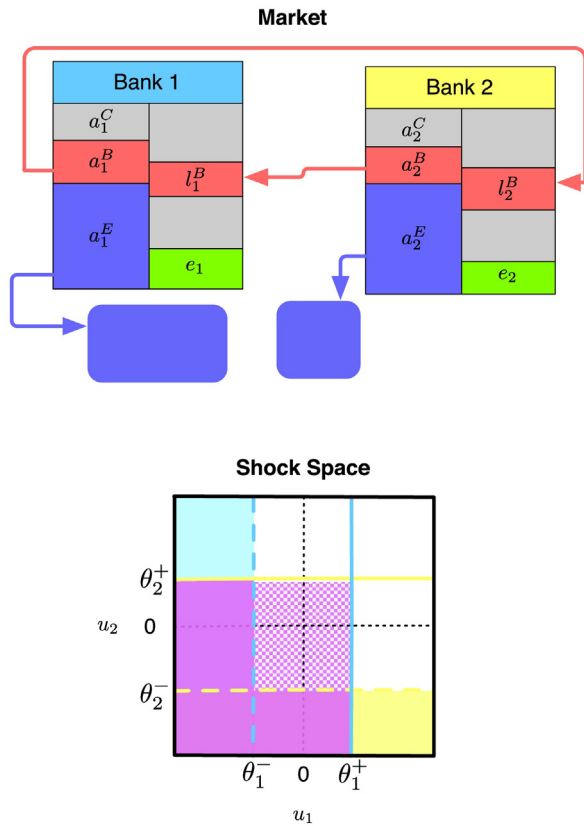 Market
Bank 1
Bank 2
a_1^C
a_2^C
a_1^B
a_2^B
l_1^B
l_2^B
a_1^E
a_2^E
e_1
e_2
Shock Space
θ_2^+
u_2 0
θ_2^-
θ_1^- 0 θ_1^+
u_1